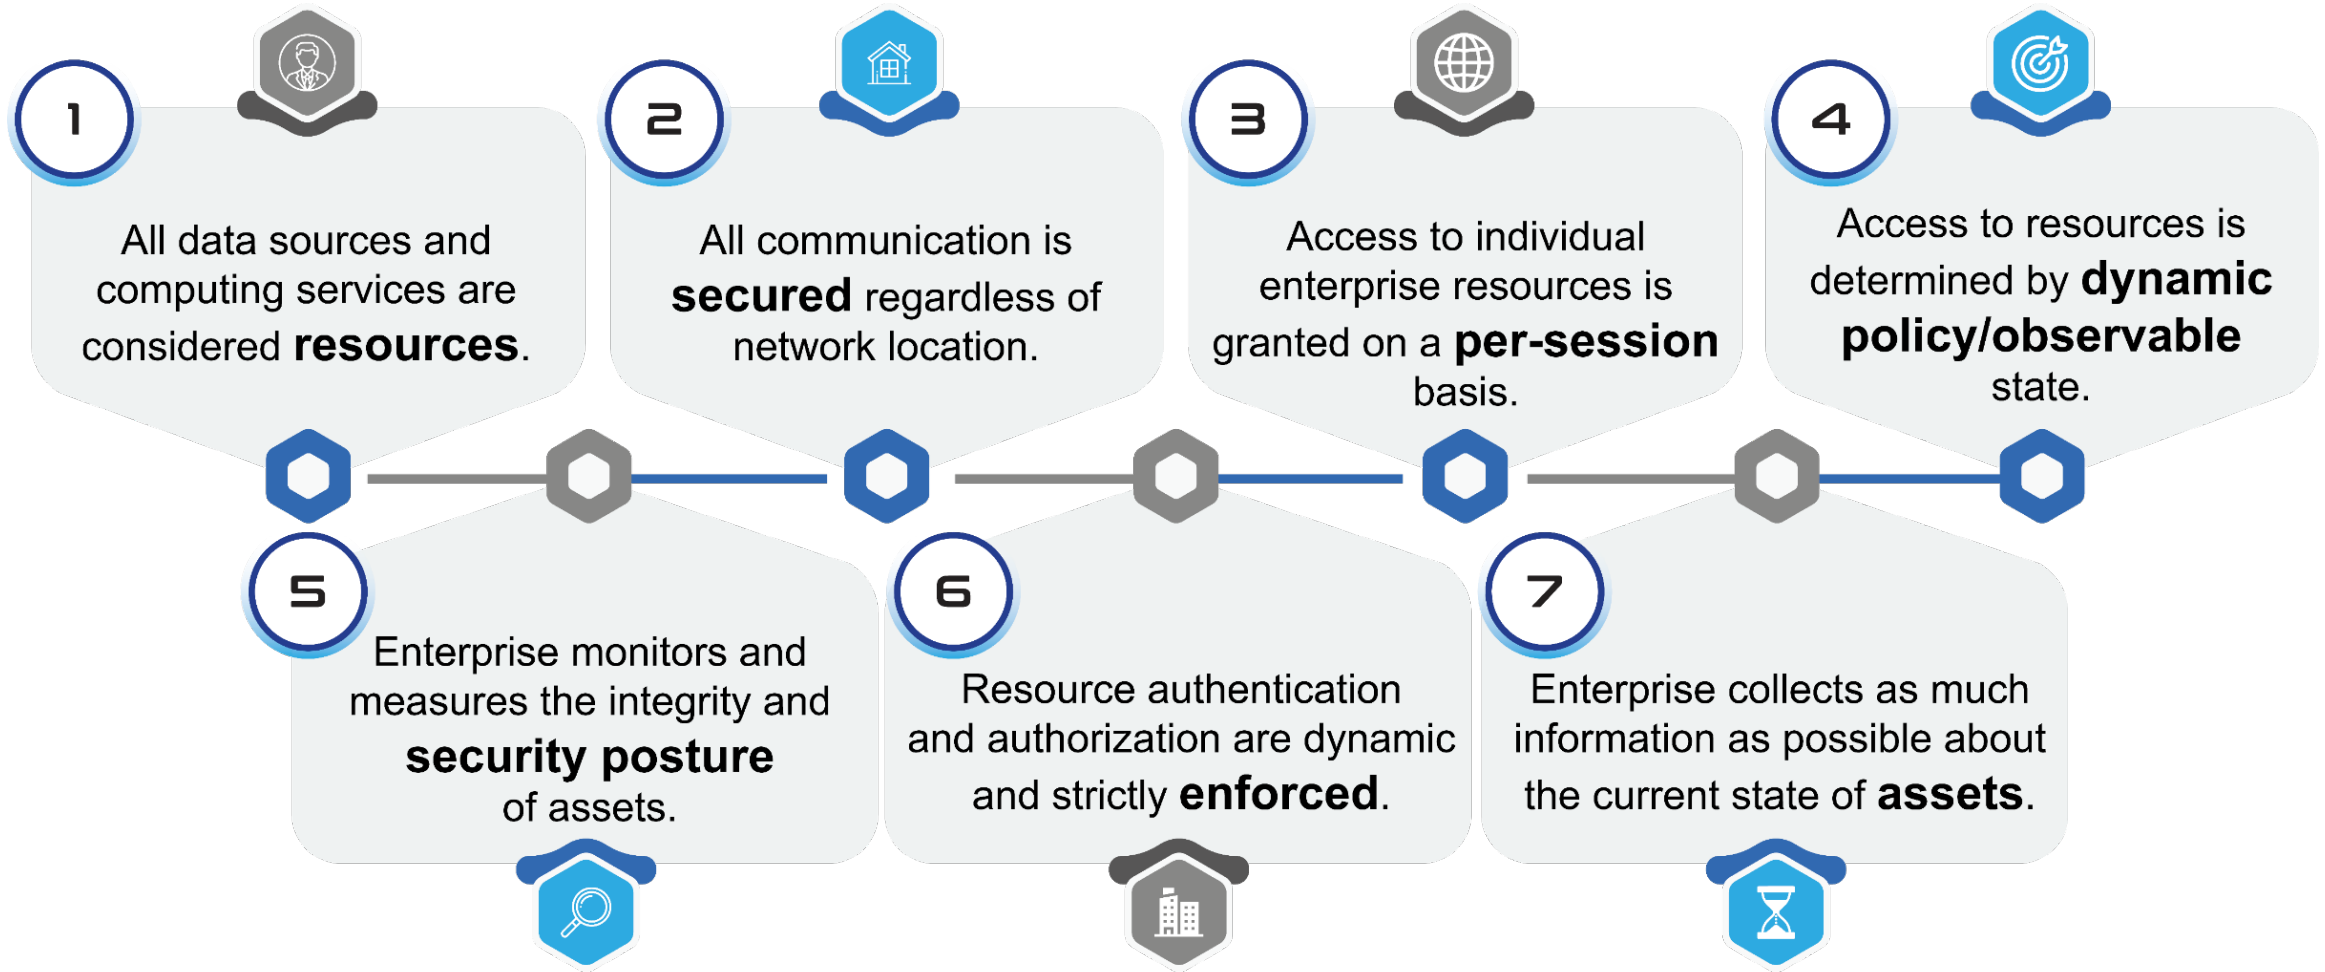 1
All data sources and
computing services are
considered resources.
2
All communication is
secured regardless of
network location.
3
Access to individual
enterprise resources is
granted on a per-session
basis.
4
Access to resources is
determined by dynamic
policy/observable
state.
5
Enterprise monitors and
measures the integrity and
security posture
of assets.
6
Resource authentication
and authorization are dynamic
and strictly enforced.
7
Enterprise collects as much
information as possible about
the current state of assets.